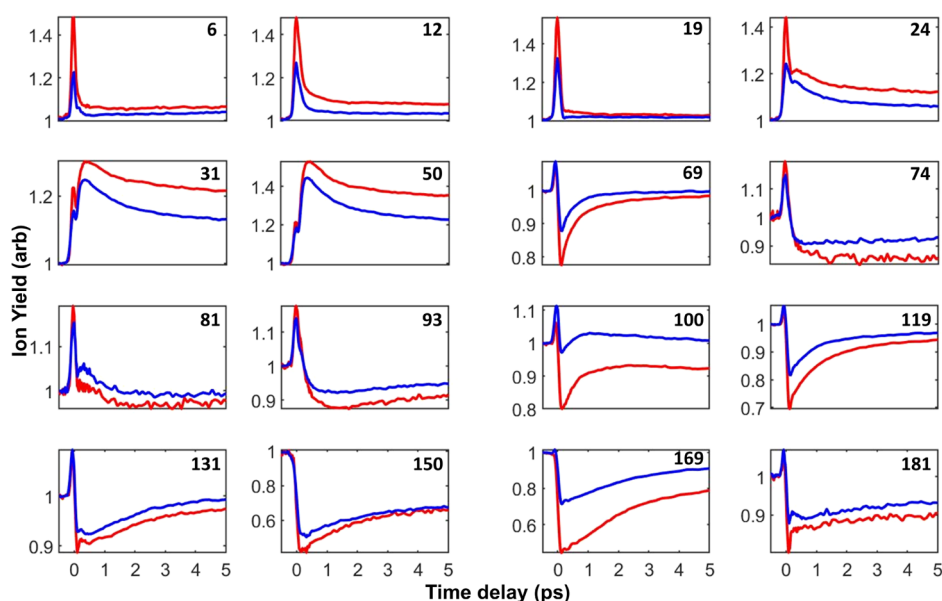 6 12 19 24
1.4 1.4 1.4 1.4
1.2 1.2 1.2 1.2
1 1 1 1
31 50 69 74
1.2 1.4 1 1.1
1.2 0.9 1
1 1 0.8 0.9
81 93 100 119
1.1 1.1 1.1 1
1 1 1 0.9
0.9 0.9 0.8
0.8 0.7
131 150 169 181
1 1 1 1
0.8 0.8
0.6 0.6 0.9
0.9
0 1 2 3 4 5 0 1 2 3 4 5 0 1 2 3 4 5 0 1 2 3 4 5
Time delay (ps)
Ion Yield (arb)